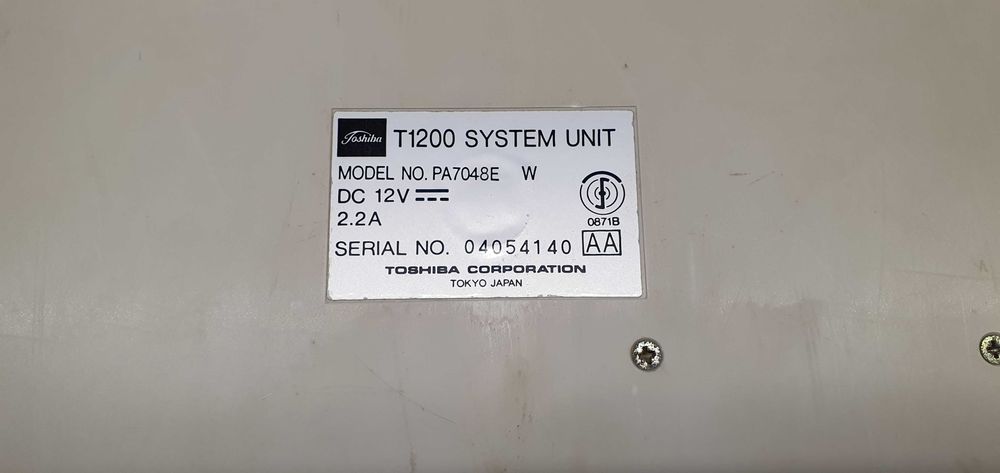 Toshiba T1200 SYSTEM UNIT
MODEL NO. PA7048E W
DC 12V
2.2A
0871B
SERIAL NO. 04054140 AA
TOSHIBA CORPORATION
TOKYO JAPAN